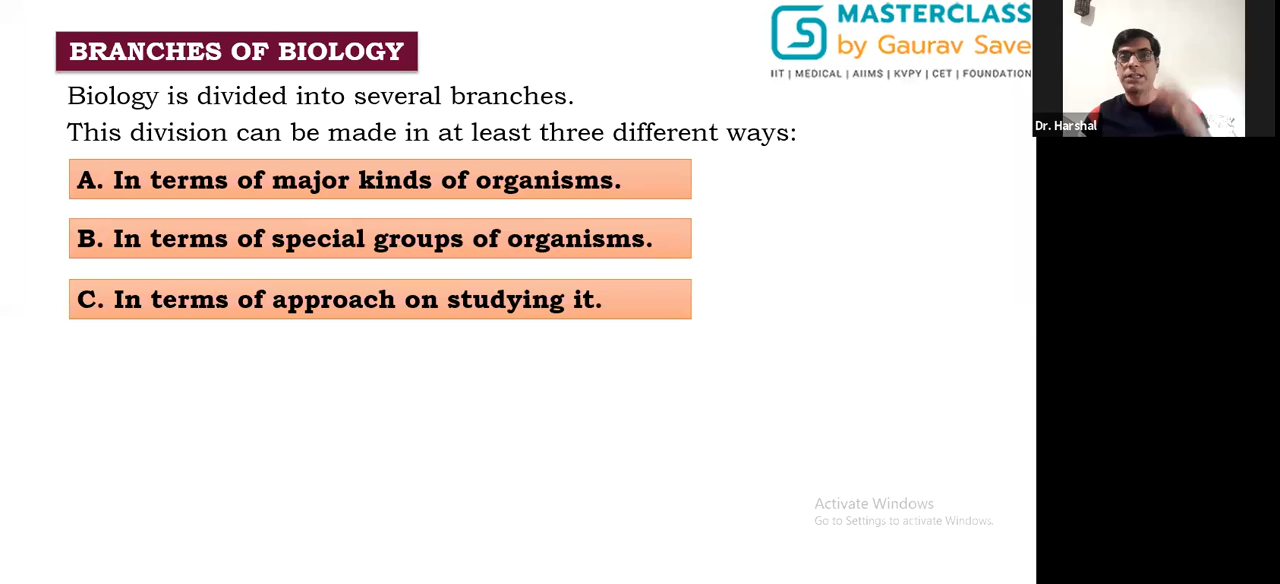 BRANCHES OF BIOLOGY
Biology is divided into several branches.
This division can be made in at least three different ways:
A. In terms of major kinds of organisms.
B. In terms of special groups of organisms.
C. In terms of approach on studying it.
MASTERCLASS
by Gaurav Save
IIT | MEDICAL | AIIMS | KVPY | CET | FOUNDATION
Dr. Harshal
Activate Windows
Go to Settings to activate Windows.